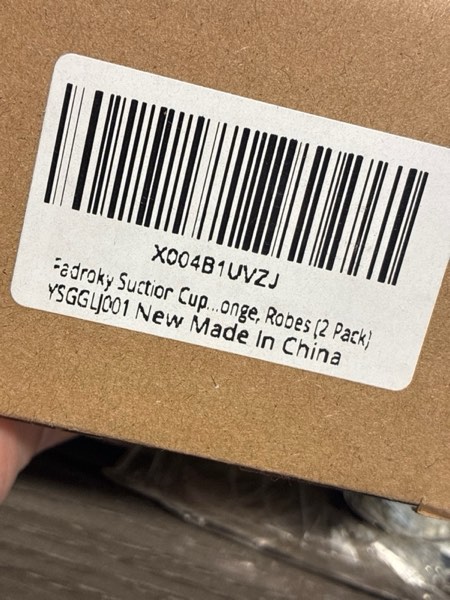 X004B1UVZJ
Fadroky Suction Cup...onge, Robes (2 Pack)
YSGGLJ001 New Made In China